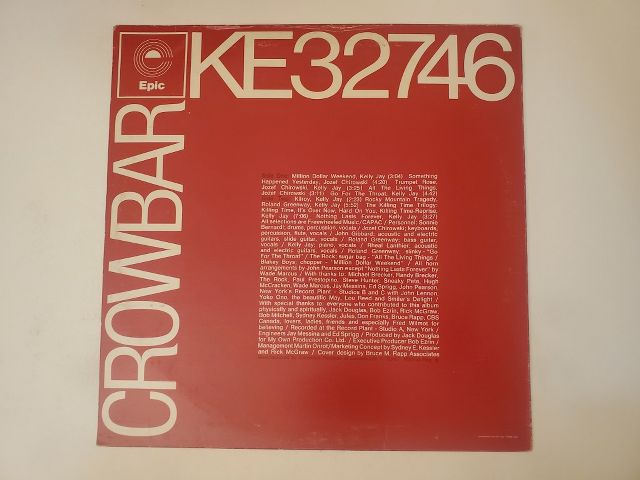 Epic
KE32746
CROWBAR
Million Dollar Weekend, Kelly Jay (3:04) Something
Happened Yesterday, Jozef Chirowski (4:20) Trumpet Rose,
Jozef Chirowski, Kelly Jay (3:25) All The Living Things,
Jozef Chirowski (3:11) Go For The Throat, Kelly Jay (4:42)
Kilroy, Kelly Jay (2:23) Rocky Mountain Tragedy,
Roland Greenway, Kelly Jay (5:52) The Killing Time Trilogy:
Killing Time, It's Over Now, Hard On You, Killing Time-Reprise,
Kelly Jay (7:06) Nothing Lasts Forever, Kelly Jay (3:27)
All selections are Freewheeled Music/CAPAC / Personnel: Sonnie
Bernardi; drums, percussion, vocals / Jozef Chirowski; keyboards,
percussion, flute, vocals / John Gibbard; acoustic and electric
guitars, slide guitar, vocals / Roland Greenway; bass guitar,
vocals / Kelly Jay; piano, vocals / Rheal Lanthier; acoustic
and electric guitars, vocals / Roland Greenway; slinky - "Go
For The Throat" / The Rock; sugar bag - "All The Living Things" /
Blakey Boys; chopper - "Million Dollar Weekend" / All horn
arrangements by John Pearson except "Nothing Lasts Forever" by
Wade Marcus / With thanks to: Michael Brecker, Randy Brecker,
The Rock, Paul Prestopino, Steve Hunter, Sneaky Pete, Hugh
McCracken, Wade Marcus, Jay Messina, Ed Sprigg, John Pearson,
New York's Record Plant - Studios B and C with John Lennon,
Yoko Ono, the beautiful May, Lou Reed and Smiler's Delight /
With special thanks to: everyone who contributed to this album
physically and spiritually, Jack Douglas, Bob Ezrin, Rick McGraw,
Bob Mitchell, Sydney Kessler, Jules, Don Franks, Bruce Rapp, CBS
Canada, lovers, ladies, friends and especially Fred Wilmot for
believing / Recorded at the Record Plant - Studio A, New York /
Engineers Jay Messina and Ed Sprigg / Produced by Jack Douglas
for My Own Production Co. Ltd. / Executive Producer Bob Ezrin /
Management Martin Onrot/Marketing Concept by Sydney E. Kessler
and Rick McGraw / Cover design by Bruce M. Rapp Associates